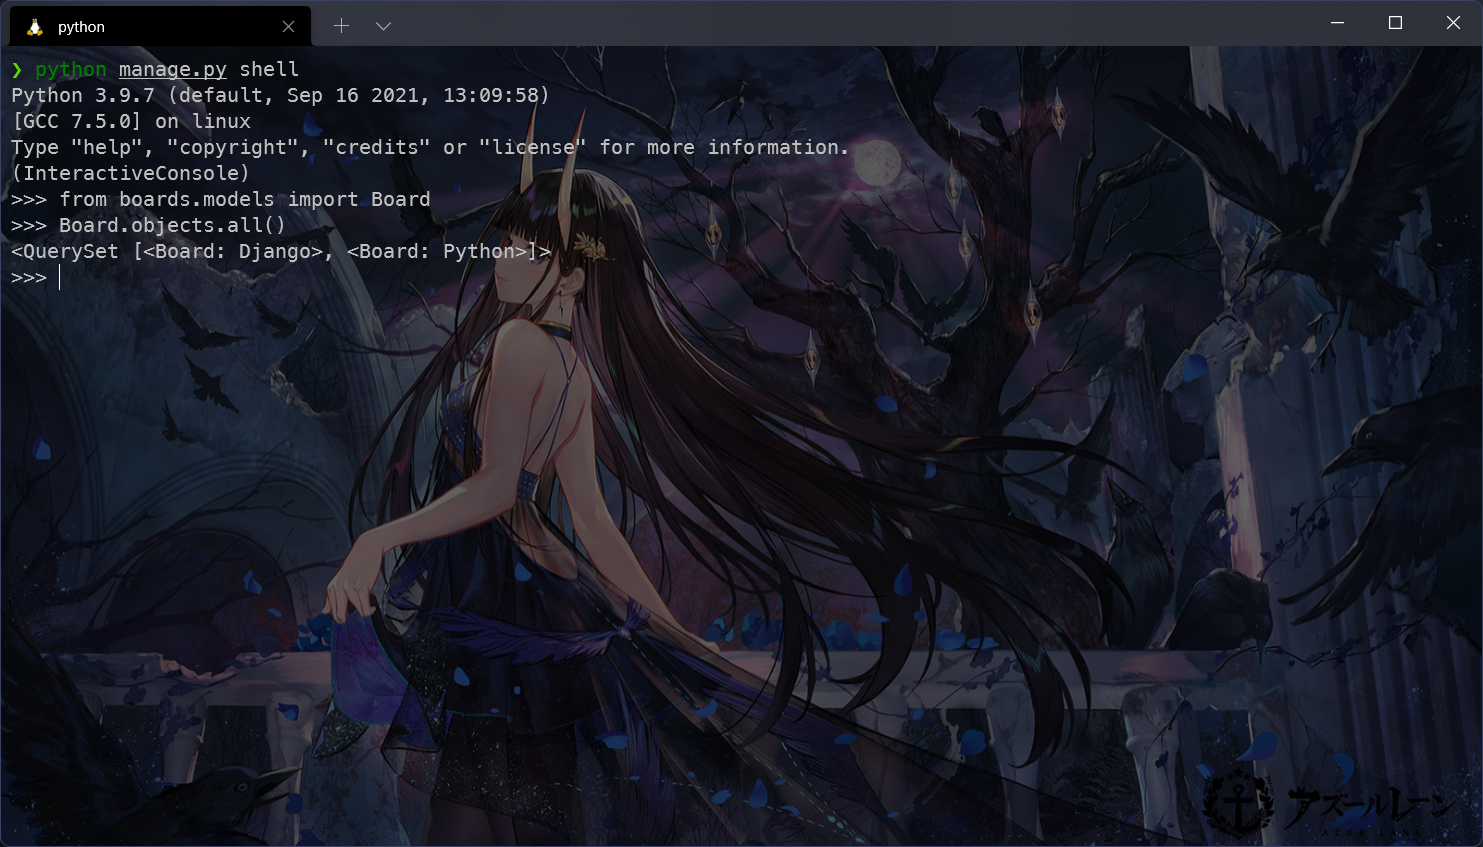 python
❯ python manage.py shell
Python 3.9.7 (default, Sep 16 2021, 13:09:58)
[GCC 7.5.0] on linux
Type "help", "copyright", "credits" or "license" for more information.
(InteractiveConsole)
>>> from boards.models import Board
>>> Board.objects.all()
<QuerySet [<Board: Django>, <Board: Python>]>
>>>
アズールレーン
AZUR LANE